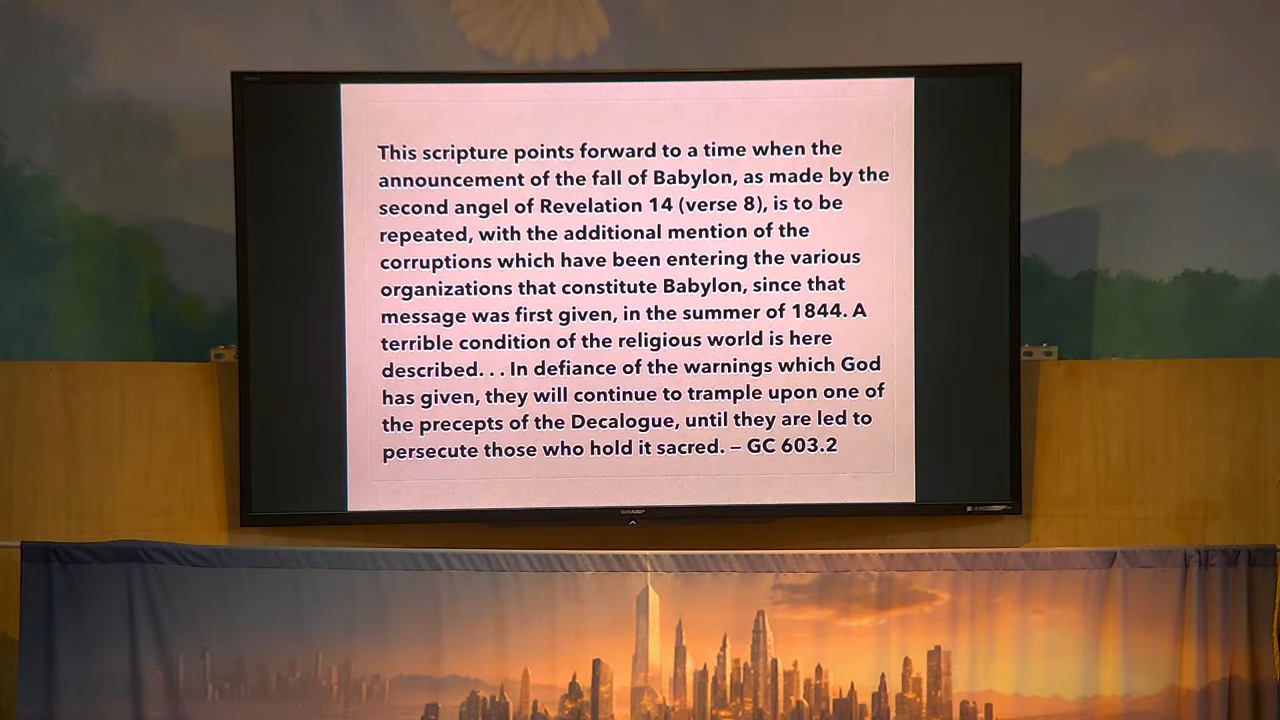 This scripture points forward to a time when the
announcement of the fall of Babylon, as made by the
second angel of Revelation 14 (verse 8), is to be
repeated, with the additional mention of the
corruptions which have been entering the various
organizations that constitute Babylon, since that
message was first given, in the summer of 1844. A
terrible condition of the religious world is here
described. . . In defiance of the warnings which God
has given, they will continue to trample upon one of
the precepts of the Decalogue, until they are led to
persecute those who hold it sacred. – GC 603.2
SHARP